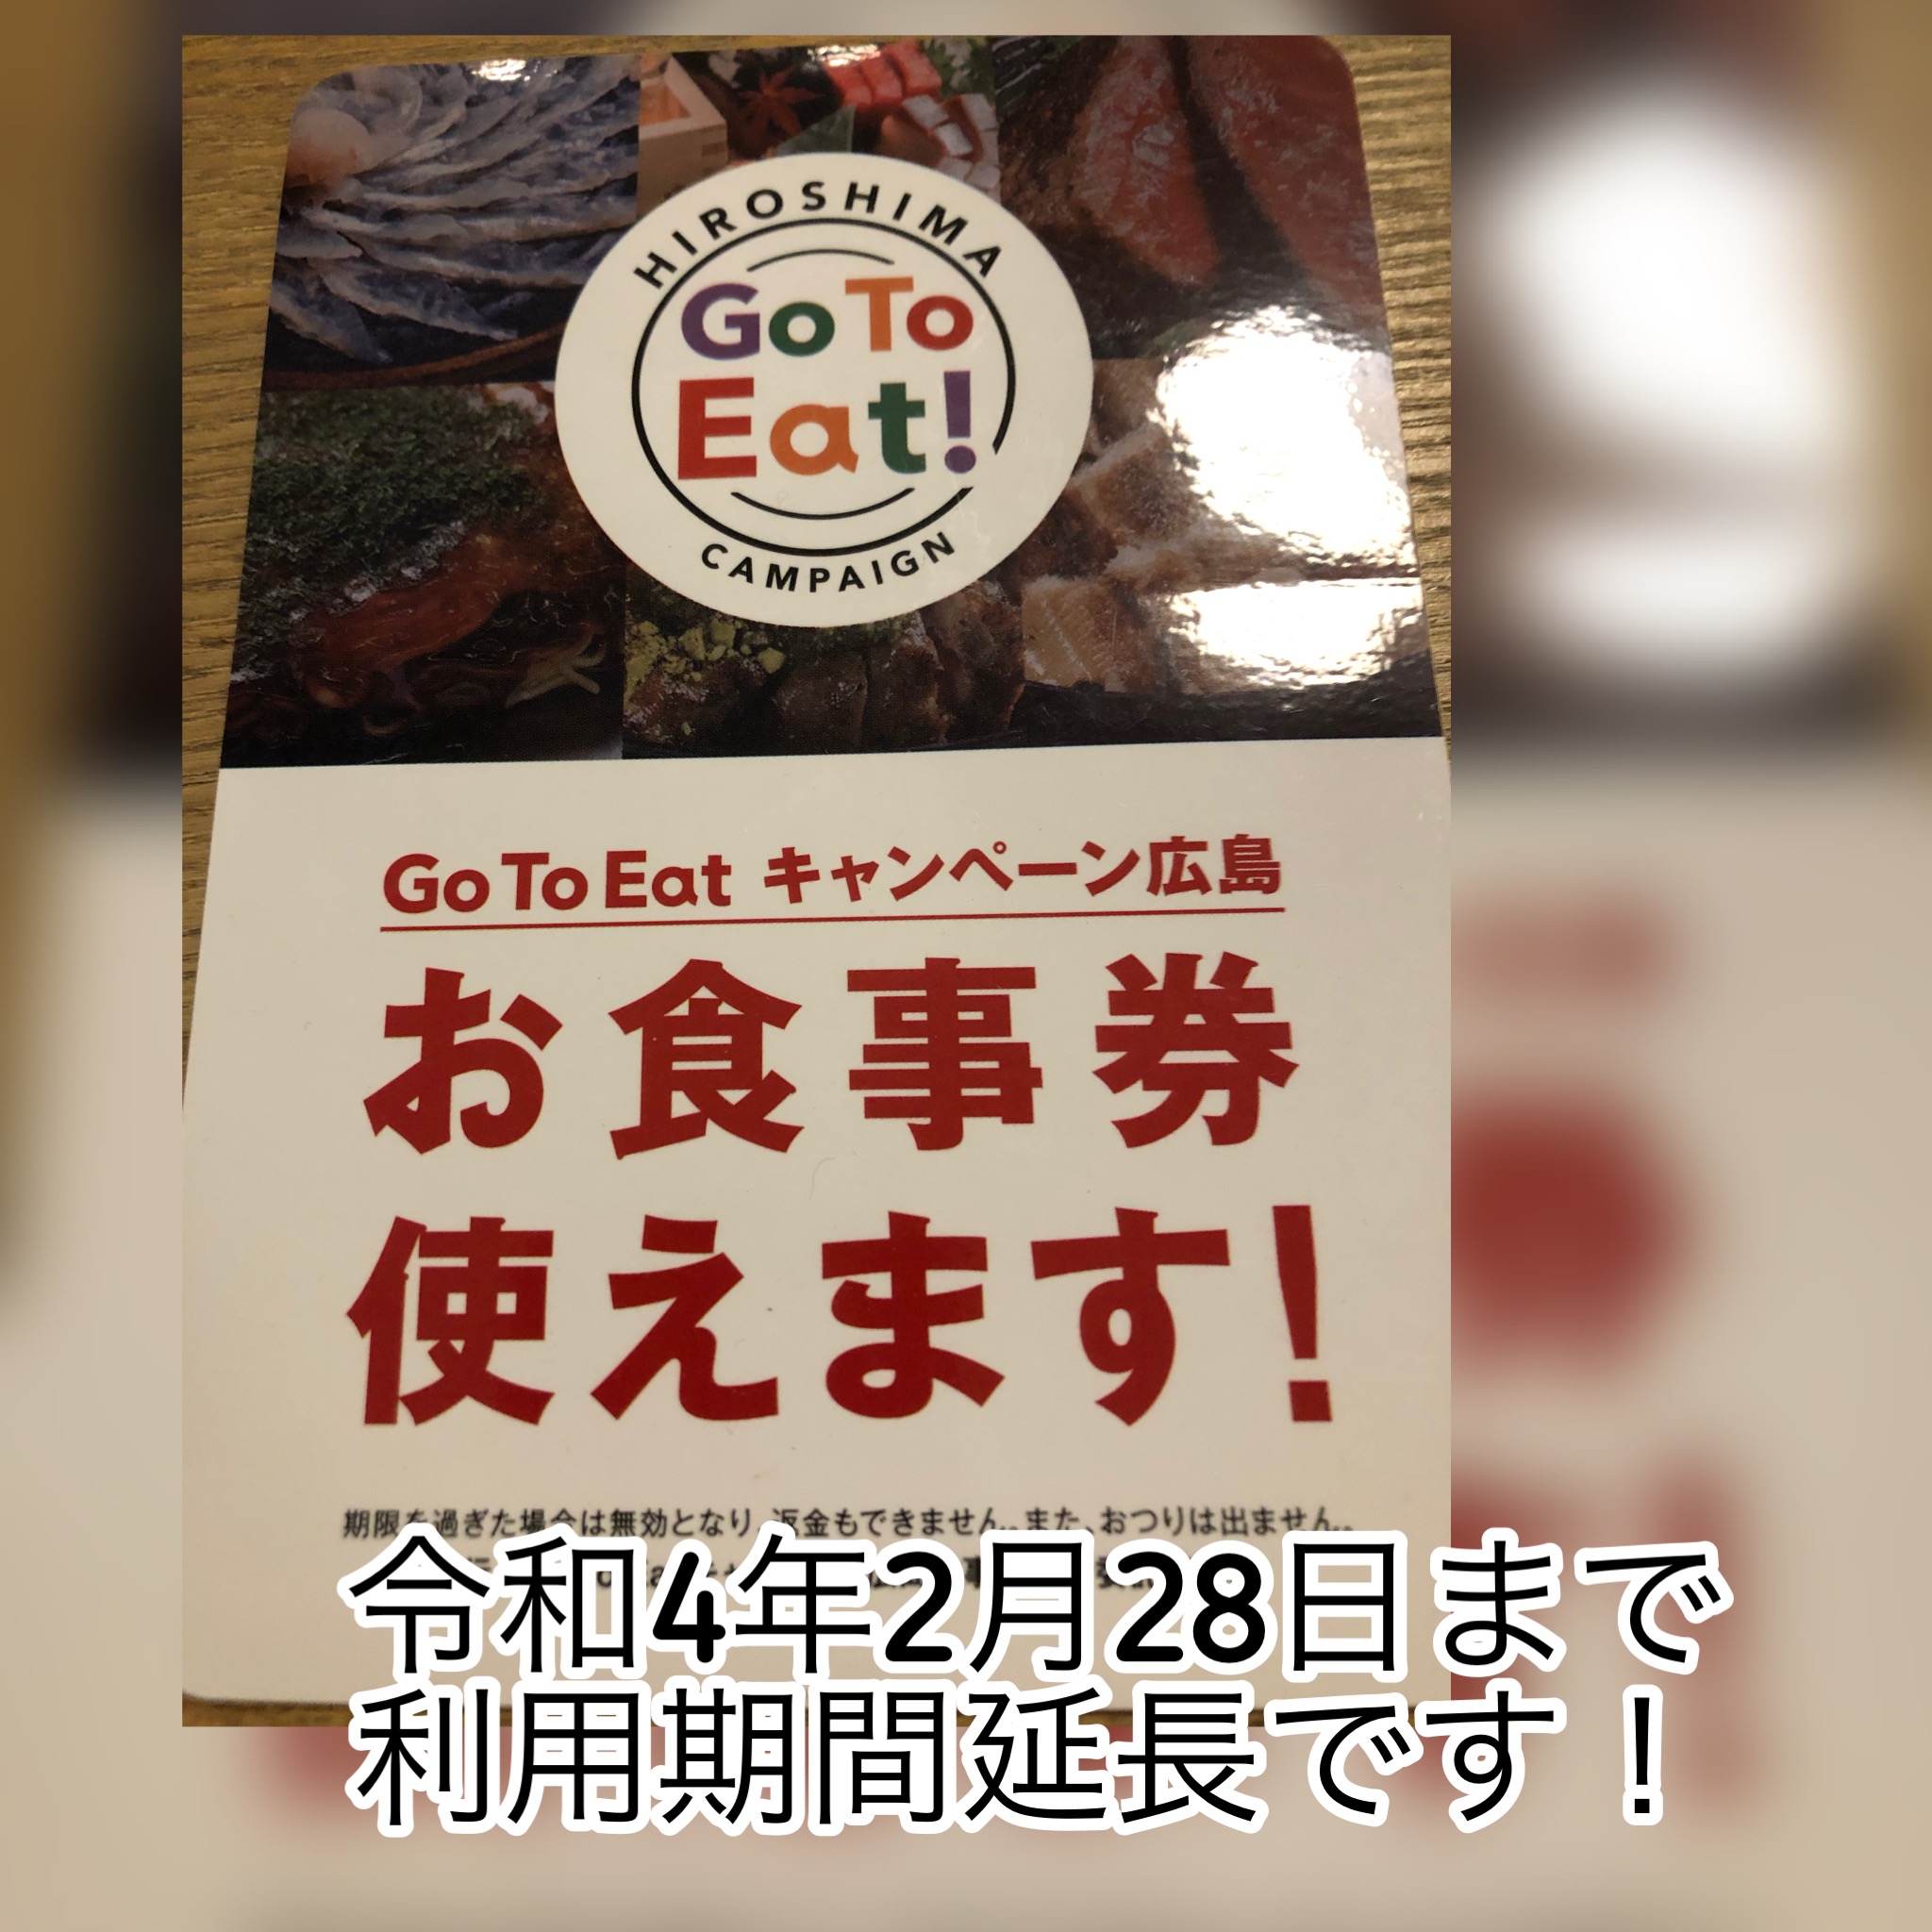 HIROSHIMA
Go To
Eat!
CAMPAIGN
Go To Eat キャンペーン広島
お食事券
使えます!
期限を過ぎた場合は無効となり、返金もできません。また、おつりは出ません。
令和4年2月28日まで
利用期間延長です！